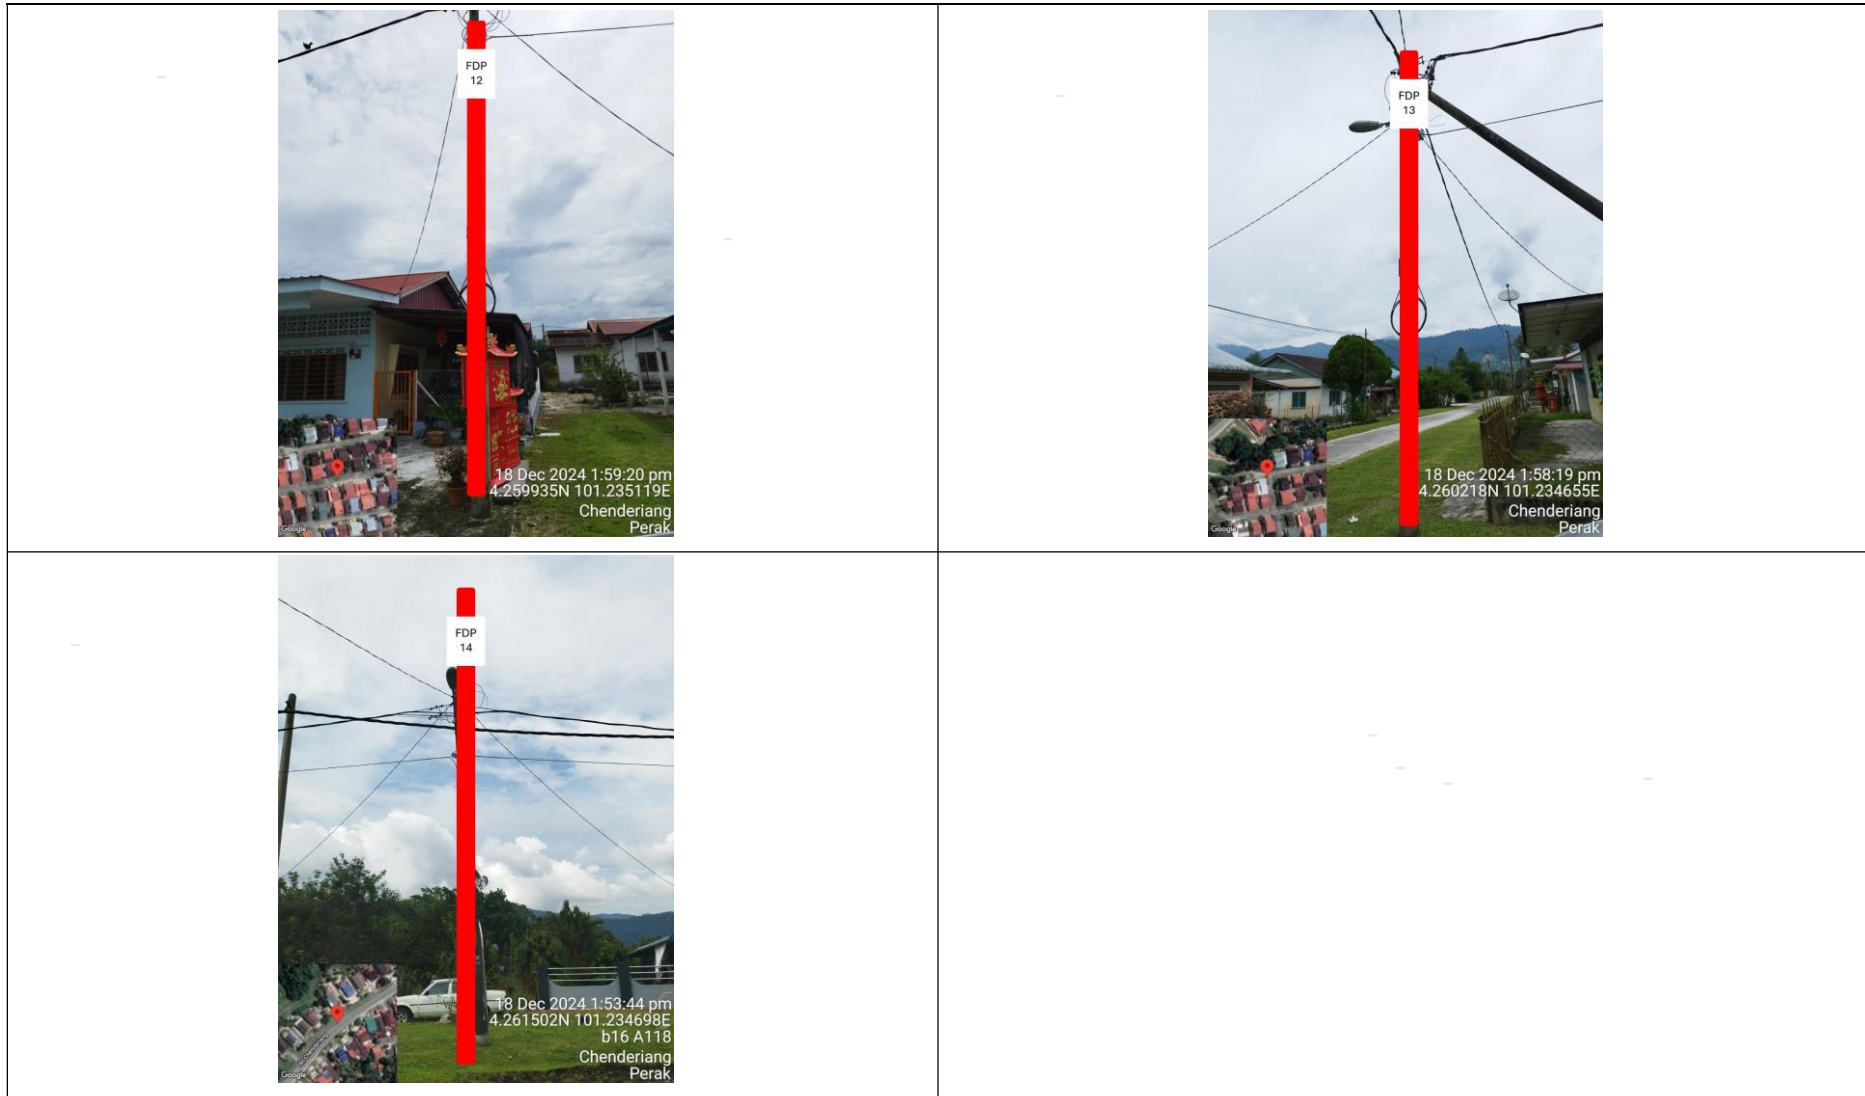 FDP
12
18 Dec 2024 1:59:20 pm
4.259935N 101.235119E
Chenderiang
Perak
Google
FDP
13
18 Dec 2024 1:58:19 pm
4.260218N 101.234655E
Chenderiang
Perak
Google
FDP
14
18 Dec 2024 1:53:44 pm
4.261502N 101.234698E
b16 A118
Chenderiang
Perak
Google